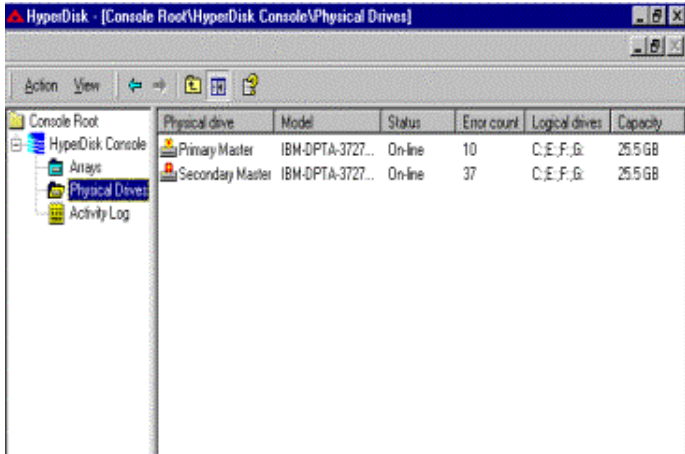 HyperDisk - [Console Root\HyperDisk Console\Physical Drives]
Action View
Console Root
HyperDisk Console
Arrays
Physical Drives
Activity Log
Physical drive Model Status Error count Logical drives Capacity
Primary Master IBM-DPTA-3727... On-line 10 C:;E:;F:;G: 25.5 GB
Secondary Master IBM-DPTA-3727... On-line 37 C:;E:;F:;G: 25.5 GB